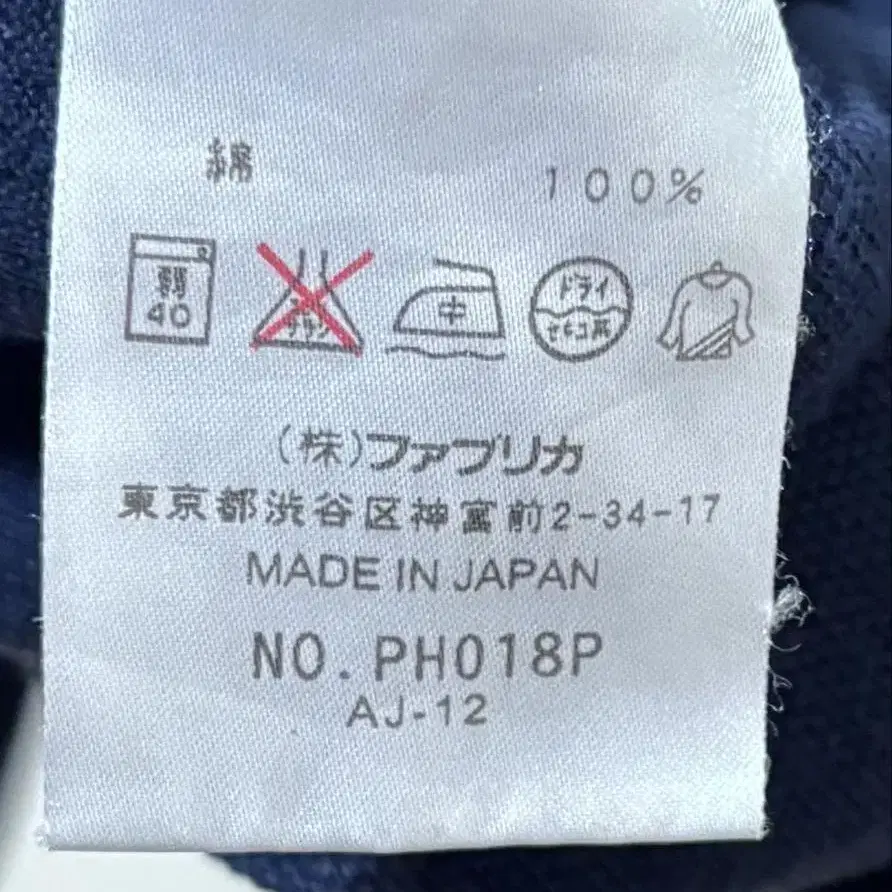 綿 100%
弱
40
中
ドライ
セキユ系
(株)ファブリカ
東京都渋谷区神宮前2-34-17
MADE IN JAPAN
NO. PH018P
AJ-12